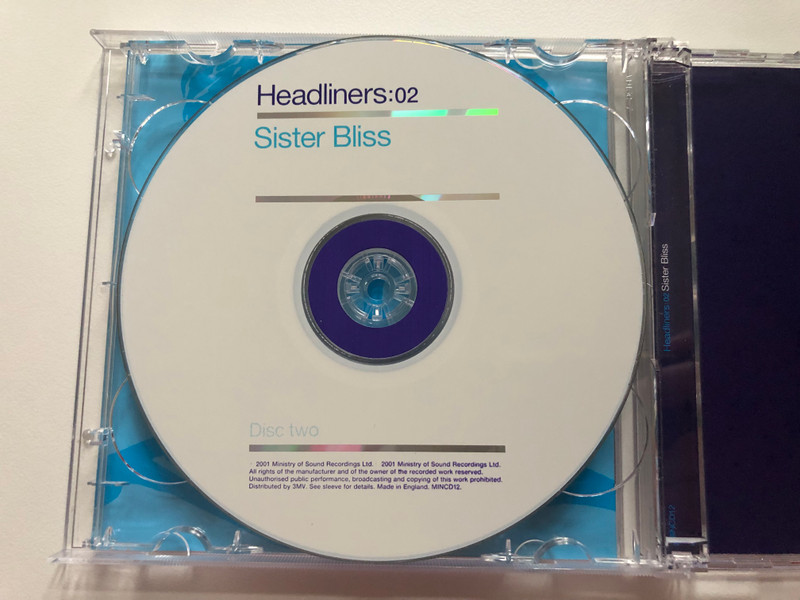 Headliners:02
Sister Bliss
Disc two
2001 Ministry of Sound Recordings Ltd. 2001 Ministry of Sound Recordings Ltd.
All rights of the manufacturer and of the owner of the recorded work reserved.
Unauthorised public performance, broadcasting and copying of this work prohibited.
Distributed by 3MV. See sleeve for details. Made in England. MINCD12.
Headliners:02 Sister Bliss
MINCD12